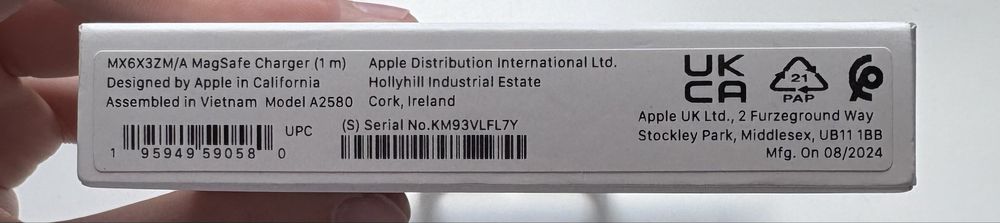 MX6X3ZM/A MagSafe Charger (1 m)
Designed by Apple in California
Assembled in Vietnam Model A2580
UPC
1 95949 59058 0
Apple Distribution International Ltd.
Hollyhill Industrial Estate
Cork, Ireland
(S) Serial No.KM93VLFL7Y
UK
CA
21
PAP
Apple UK Ltd., 2 Furzeground Way
Stockley Park, Middlesex, UB11 1BB
Mfg. On 08/2024